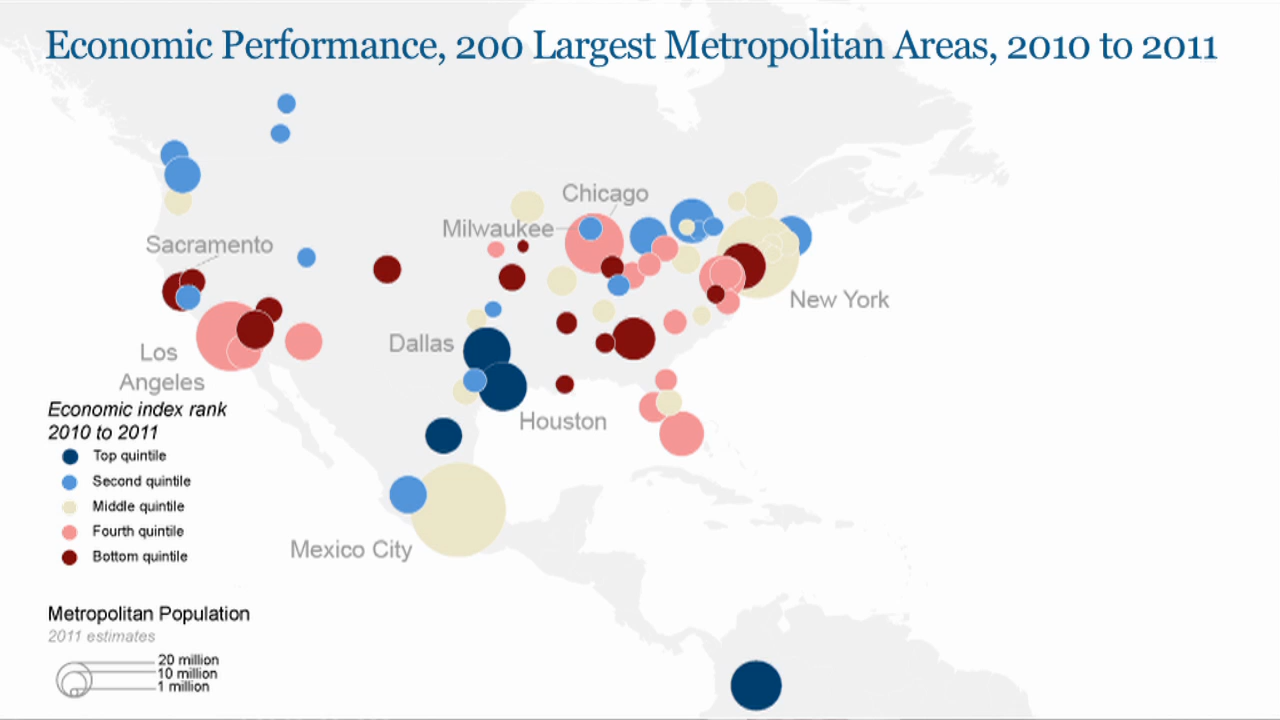 Economic Performance, 200 Largest Metropolitan Areas, 2010 to 2011
Chicago
Milwaukee
Sacramento
New York
Dallas
Los
Angeles
Houston
Mexico City
Economic index rank
2010 to 2011
Top quintile
Second quintile
Middle quintile
Fourth quintile
Bottom quintile
Metropolitan Population
2011 estimates
20 million
10 million
1 million